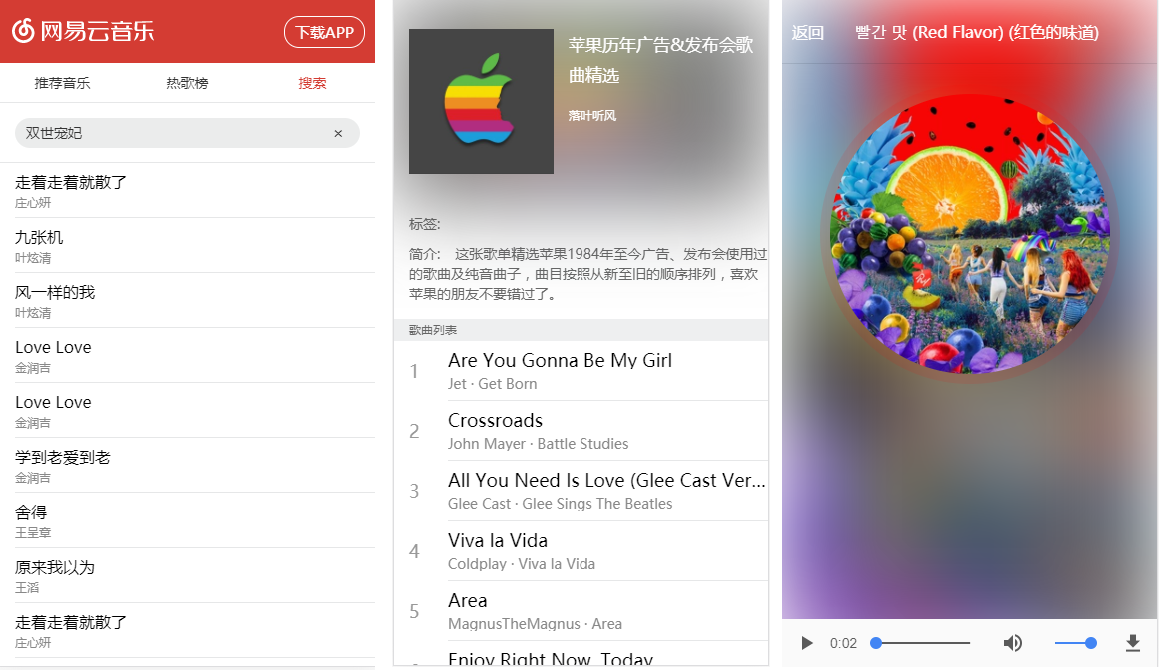 网易云音乐
下载APP
推荐音乐 热歌榜 搜索
双世宠妃 ×
走着走着就散了
庄心妍
九张机
叶炫清
风一样的我
叶炫清
Love Love
金润吉
Love Love
金润吉
学到老爱到老
金润吉
舍得
王呈章
原来我以为
王滔
走着走着就散了
庄心妍
苹果历年广告&发布会歌
曲精选
落叶听风
标签:
简介: 这张歌单精选苹果1984年至今广告、发布会使用过
的歌曲及纯音曲子，曲目按照从新至旧的顺序排列，喜欢
苹果的朋友不要错过了。
歌曲列表
1 Are You Gonna Be My Girl
Jet · Get Born
2 Crossroads
John Mayer · Battle Studies
3 All You Need Is Love (Glee Cast Ver...
Glee Cast · Glee Sings The Beatles
4 Viva la Vida
Coldplay · Viva la Vida
5 Area
MagnusTheMagnus · Area
Enjoy Right Now, Today
返回 빨간 맛 (Red Flavor) (红色的味道)
0:02